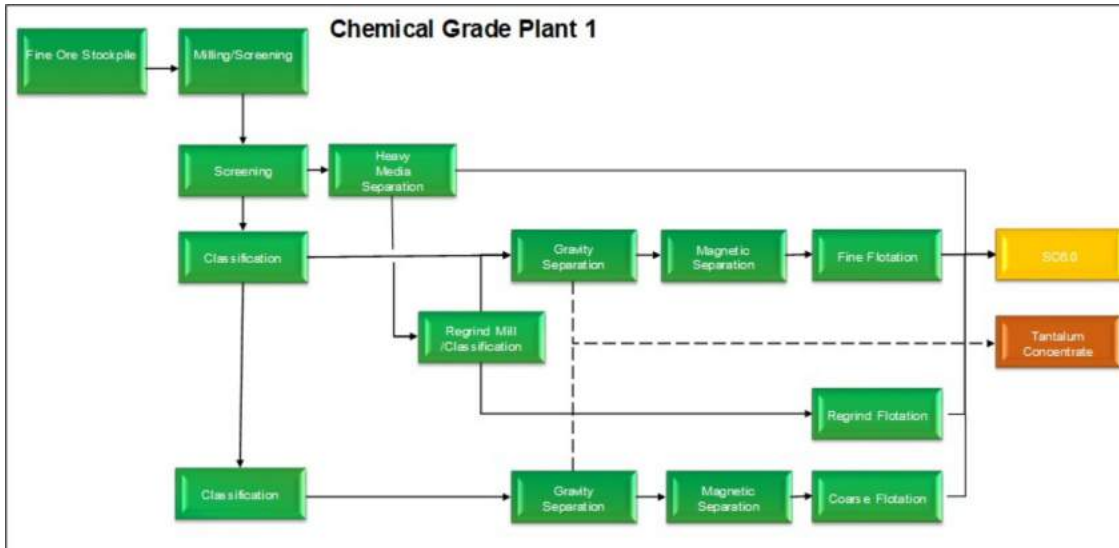 Chemical Grade Plant 1
Fine Ore Stockpile
Milling/Screening
Screening
Heavy
Media
Separation
Classification
Gravity
Separation
Magnetic
Separation
Fine Flotation
SC6.0
Regrind Mill
/Classification
Tantalum
Concentrate
Regrind Flotation
Classification
Gravity
Separation
Magnetic
Separation
Coarse Flotation